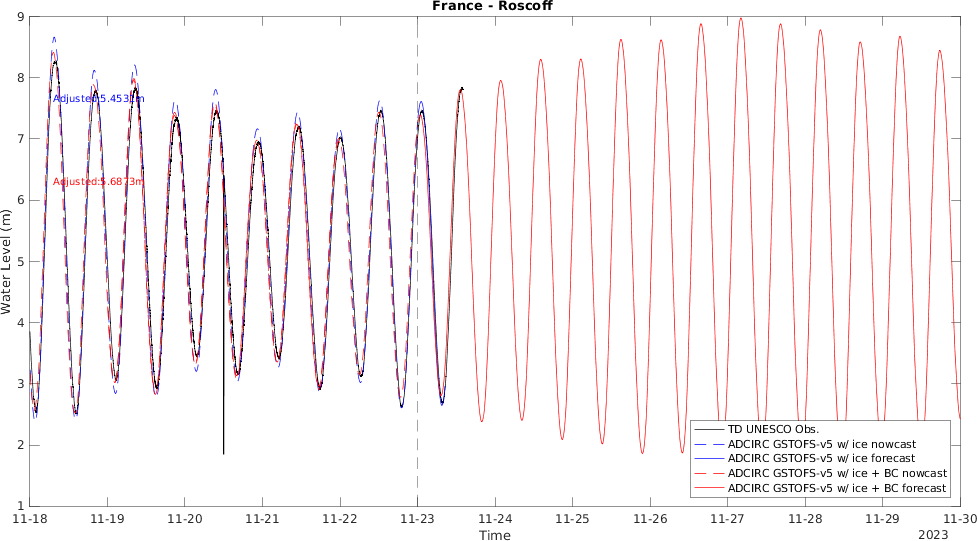 France - Roscoff
9
8
7
6
5
4
3
2
1
Water Level (m)
Adjusted:5.4531m
Adjusted:5.6873m
TD UNESCO Obs.
ADCIRC GSTOFS-v5 w/ ice nowcast
ADCIRC GSTOFS-v5 w/ ice forecast
ADCIRC GSTOFS-v5 w/ ice + BC nowcast
ADCIRC GSTOFS-v5 w/ ice + BC forecast
11-18 11-19 11-20 11-21 11-22 11-23 11-24 11-25 11-26 11-27 11-28 11-29 11-30
Time
2023